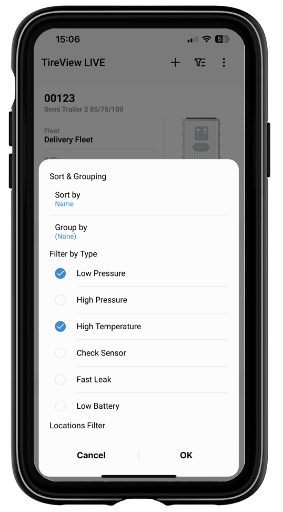 15:06
TireView LIVE
00123
Semi Trailer 2 85/75/100
Fleet
Delivery Fleet
Sort & Grouping
Sort by
Name
Group by
(None)
Filter by Type
Low Pressure
High Pressure
High Temperature
Check Sensor
Fast Leak
Low Battery
Locations Filter
Cancel
OK